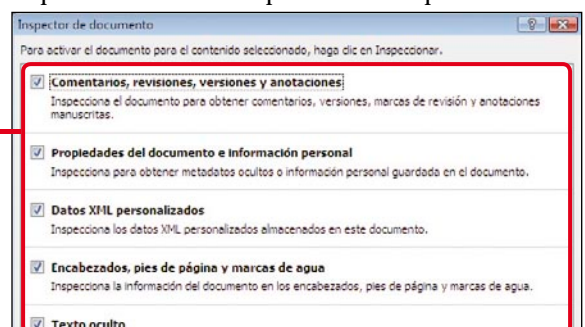 Inspector de documento
Para activar el documento para el contenido seleccionado, haga clic en Inspeccionar.
Comentarios, revisiones, versiones y anotaciones
Inspecciona el documento para obtener comentarios, versiones, marcas de revisión y anotaciones
manuscritas.
Propiedades del documento e información personal
Inspecciona para obtener metadatos ocultos o información personal guardada en el documento.
Datos XML personalizados
Inspecciona los datos XML personalizados almacenados en este documento.
Encabezados, pies de página y marcas de agua
Inspecciona la información del documento en los encabezados, pies de página y marcas de agua.
Texto oculto